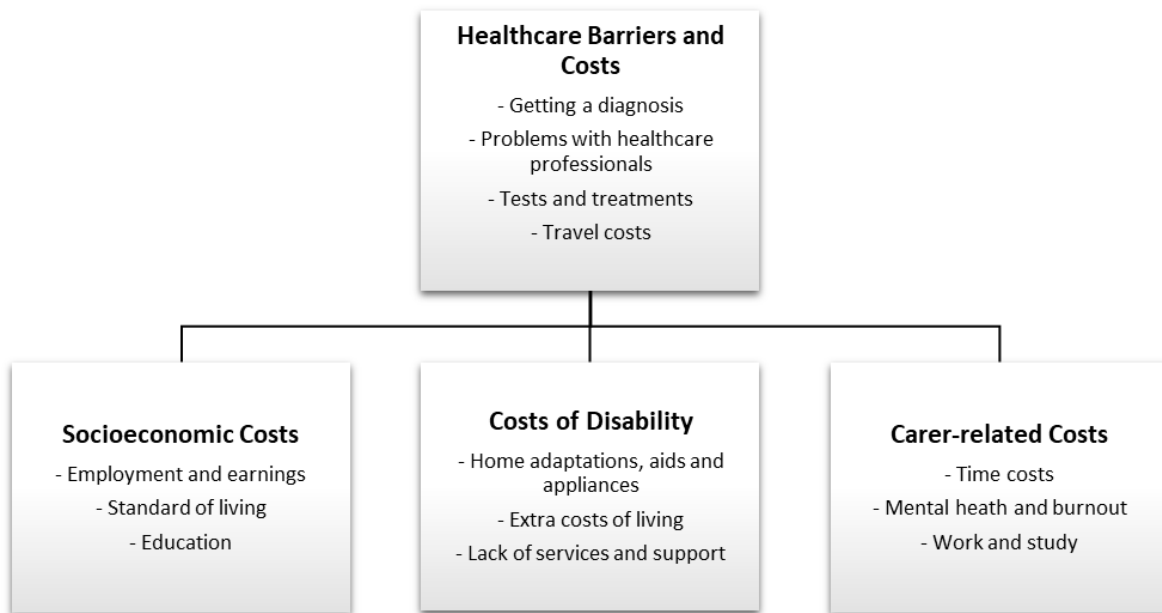 Healthcare Barriers and
Costs
- Getting a diagnosis
- Problems with healthcare
professionals
- Tests and treatments
- Travel costs
Socioeconomic Costs
- Employment and earnings
- Standard of living
- Education
Costs of Disability
- Home adaptations, aids and
appliances
- Extra costs of living
- Lack of services and support
Carer-related Costs
- Time costs
- Mental heath and burnout
- Work and study